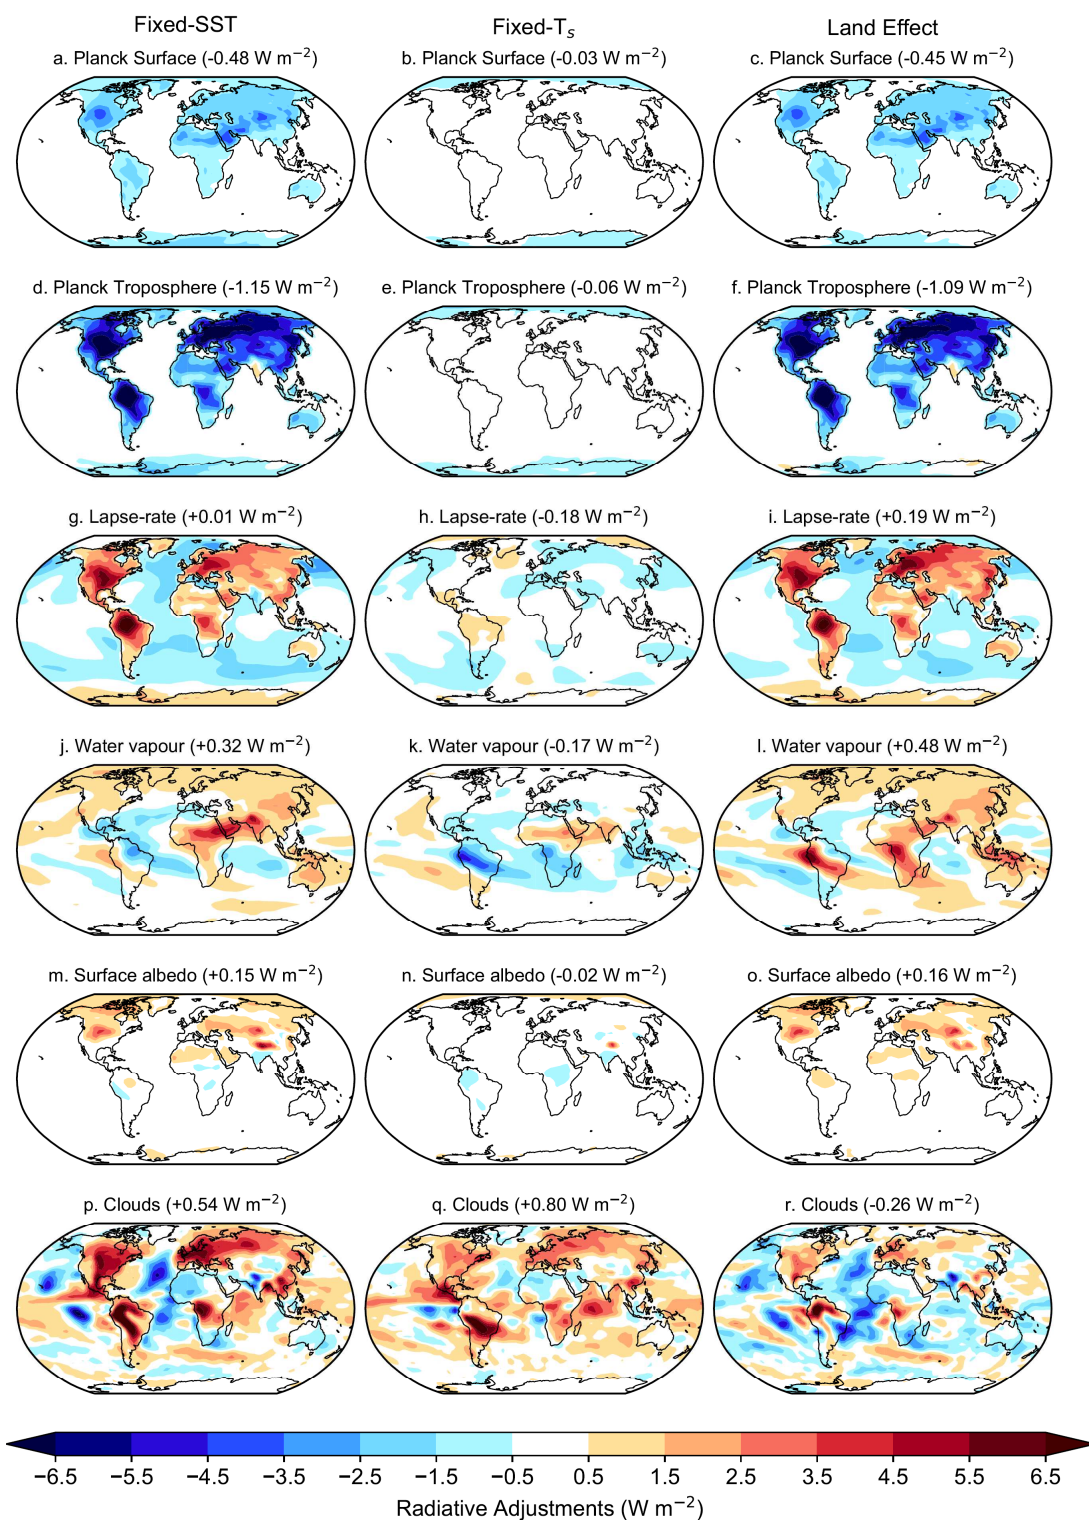 Fixed-SST
Fixed-Tₛ
Land Effect
a. Planck Surface (-0.48 W m⁻²)
b. Planck Surface (-0.03 W m⁻²)
c. Planck Surface (-0.45 W m⁻²)
d. Planck Troposphere (-1.15 W m⁻²)
e. Planck Troposphere (-0.06 W m⁻²)
f. Planck Troposphere (-1.09 W m⁻²)
g. Lapse-rate (+0.01 W m⁻²)
h. Lapse-rate (-0.18 W m⁻²)
i. Lapse-rate (+0.19 W m⁻²)
j. Water vapour (+0.32 W m⁻²)
k. Water vapour (-0.17 W m⁻²)
l. Water vapour (+0.48 W m⁻²)
m. Surface albedo (+0.15 W m⁻²)
n. Surface albedo (-0.02 W m⁻²)
o. Surface albedo (+0.16 W m⁻²)
p. Clouds (+0.54 W m⁻²)
q. Clouds (+0.80 W m⁻²)
r. Clouds (-0.26 W m⁻²)
−6.5 −5.5 −4.5 −3.5 −2.5 −1.5 −0.5 0.5 1.5 2.5 3.5 4.5 5.5 6.5
Radiative Adjustments (W m⁻²)